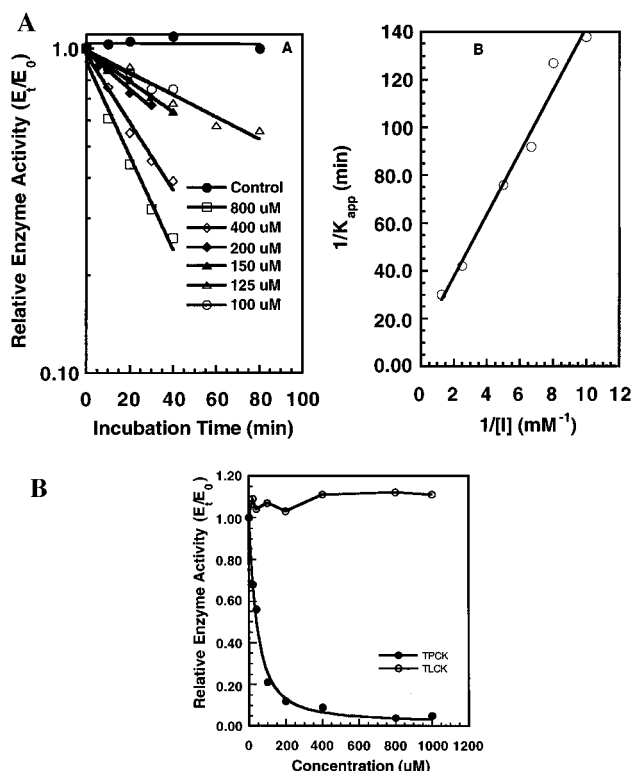 A
A
Relative Enzyme Activity (Et/E0)
1.0
0.10
0 20 40 60 80 100
Incubation Time (min)
Control
800 uM
400 uM
200 uM
150 uM
125 uM
100 uM
B
1/Kapp (min)
140
120
100
80.0
60.0
40.0
20.0
0.00
0 2 4 6 8 10 12
1/[I] (mM-1)
B
Relative Enzyme Activity (Et/E0)
1.20
1.00
0.80
0.60
0.40
0.20
0.00
0 200 400 600 800 1000 1200
Concentration (uM)
TPCK
TLCK